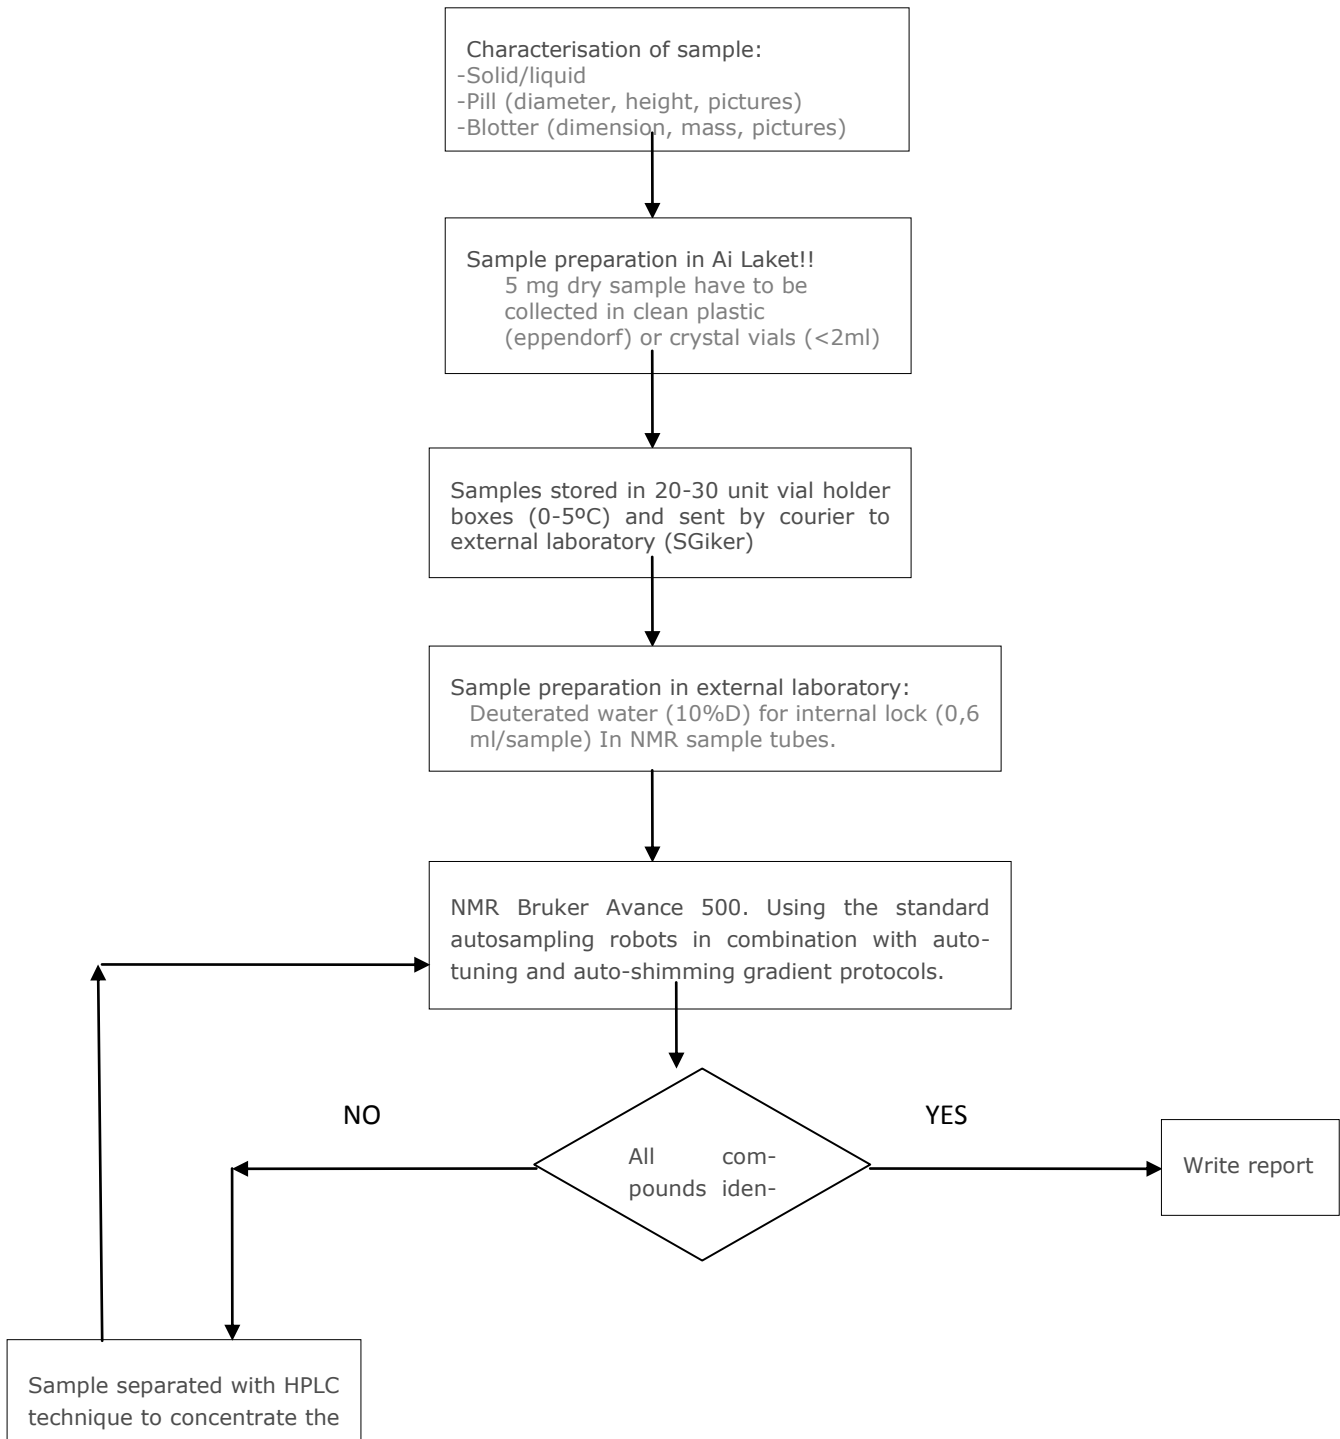 Characterisation of sample:
-Solid/liquid
-Pill (diameter, height, pictures)
-Blotter (dimension, mass, pictures)
Sample preparation in Ai Laket!!
5 mg dry sample have to be
collected in clean plastic
(eppendorf) or crystal vials (<2ml)
Samples stored in 20-30 unit vial holder
boxes (0-5ºC) and sent by courier to
external laboratory (SGiker)
Sample preparation in external laboratory:
Deuterated water (10%D) for internal lock (0,6
ml/sample) In NMR sample tubes.
NMR Bruker Avance 500. Using the standard
autosampling robots in combination with auto-
tuning and auto-shimming gradient protocols.
NO
YES
All com-
pounds iden-
Write report
Sample separated with HPLC
technique to concentrate the